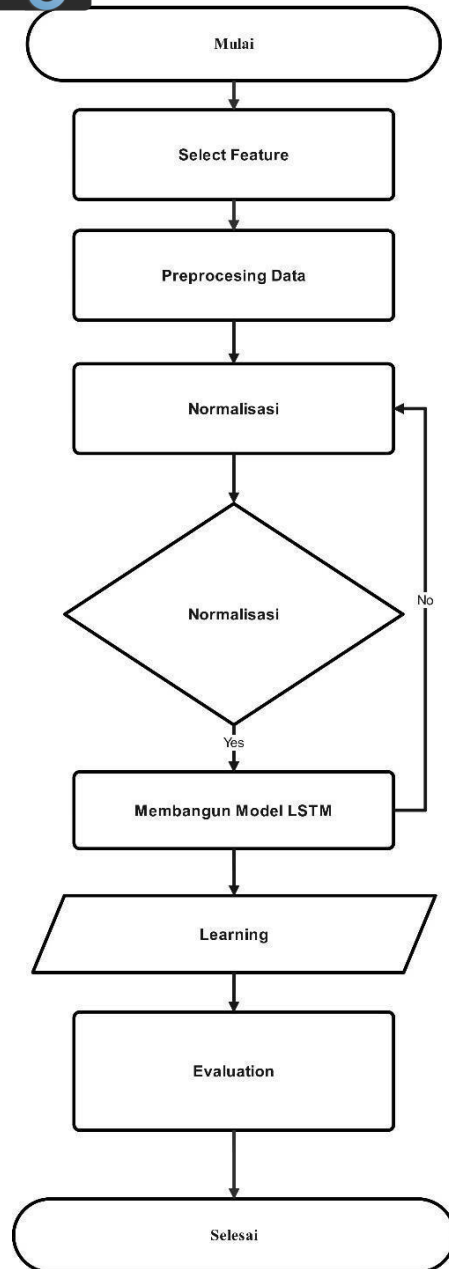 Mulai
Select Feature
Preprocesing Data
Normalisasi
Normalisasi
No
Yes
Membangun Model LSTM
Learning
Evaluation
Selesai